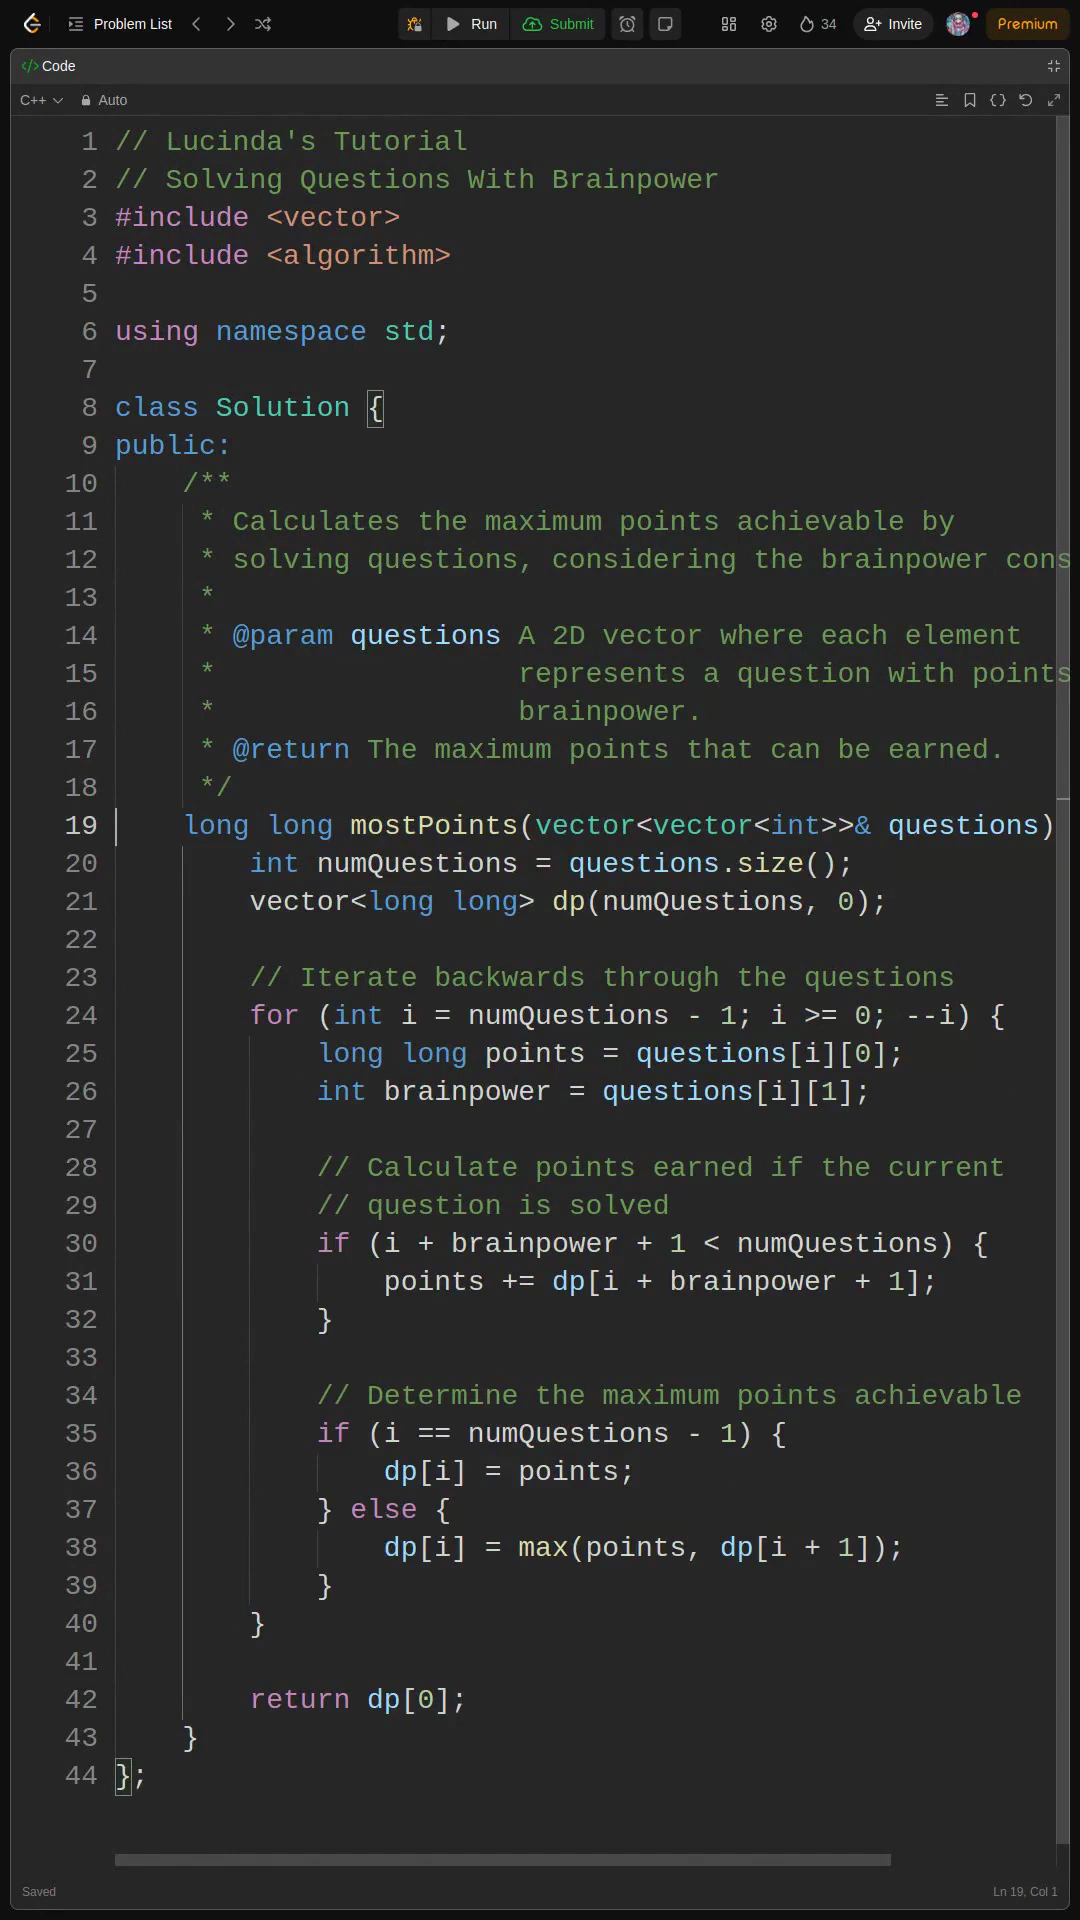 Problem List Run Submit 34 Invite Premium
</> Code
C++ Auto
1 // Lucinda's Tutorial
2 // Solving Questions With Brainpower
3 #include <vector>
4 #include <algorithm>
5
6 using namespace std;
7
8 class Solution {
9 public:
10     /**
11      * Calculates the maximum points achievable by
12      * solving questions, considering the brainpower cons
13      *
14      * @param questions A 2D vector where each element
15      *                  represents a question with points
16      *                  brainpower.
17      * @return The maximum points that can be earned.
18      */
19     long long mostPoints(vector<vector<int>>& questions)
20         int numQuestions = questions.size();
21         vector<long long> dp(numQuestions, 0);
22
23         // Iterate backwards through the questions
24         for (int i = numQuestions - 1; i >= 0; --i) {
25             long long points = questions[i][0];
26             int brainpower = questions[i][1];
27
28             // Calculate points earned if the current
29             // question is solved
30             if (i + brainpower + 1 < numQuestions) {
31                 points += dp[i + brainpower + 1];
32             }
33
34             // Determine the maximum points achievable
35             if (i == numQuestions - 1) {
36                 dp[i] = points;
37             } else {
38                 dp[i] = max(points, dp[i + 1]);
39             }
40         }
41
42         return dp[0];
43     }
44 };
Saved Ln 19, Col 1